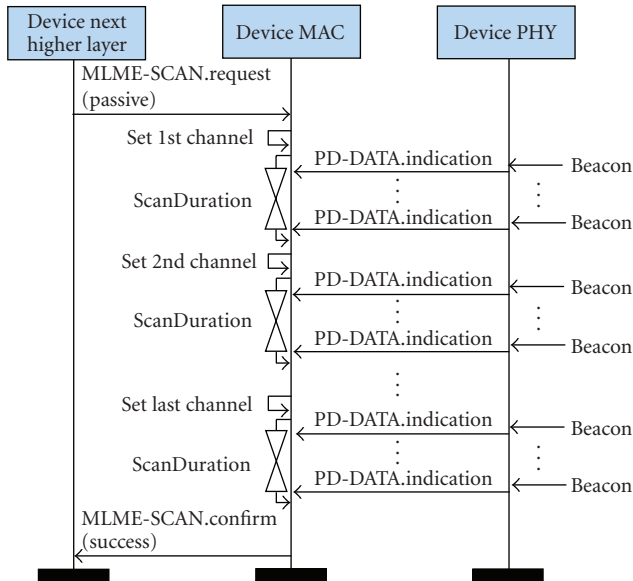 Device next
higher layer
Device MAC
Device PHY
MLME-SCAN.request
(passive)
Set 1st channel
PD-DATA.indication
Beacon
ScanDuration
PD-DATA.indication
Beacon
Set 2nd channel
PD-DATA.indication
Beacon
ScanDuration
PD-DATA.indication
Beacon
Set last channel
PD-DATA.indication
Beacon
ScanDuration
PD-DATA.indication
Beacon
MLME-SCAN.confirm
(success)